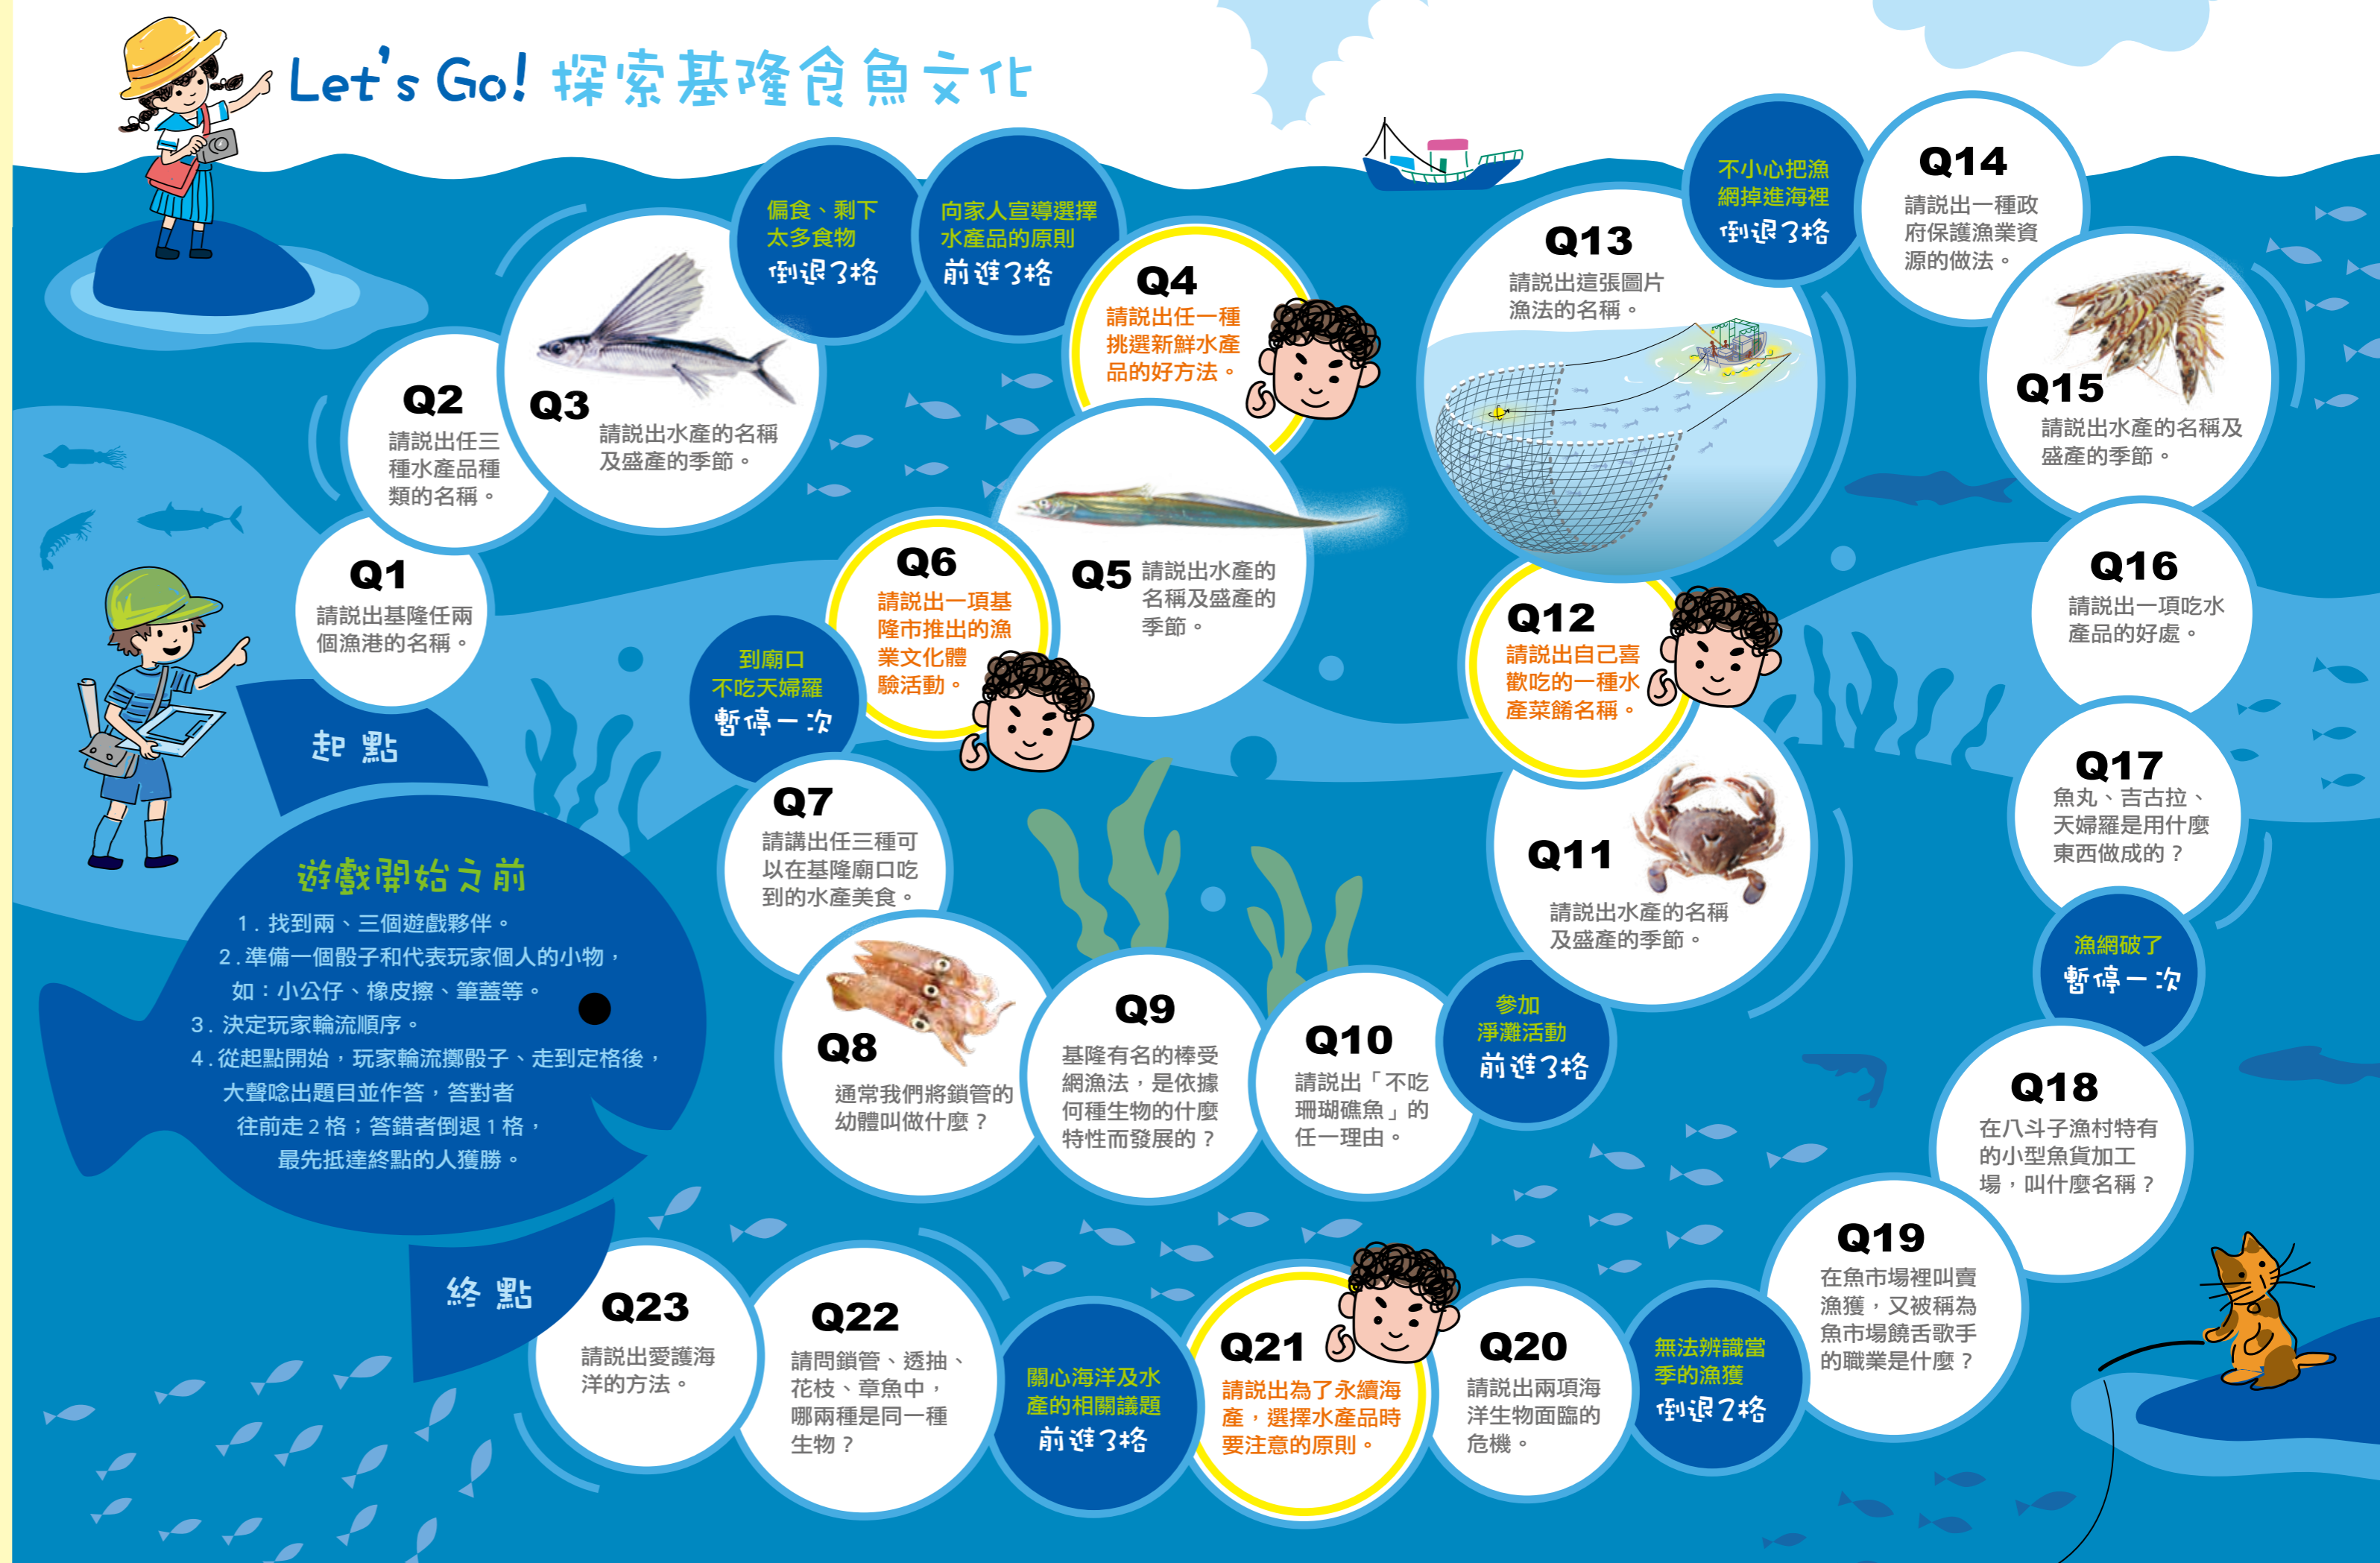 Let's Go! 探索基隆食魚文化
起點
Q1
請說出基隆任兩
個漁港的名稱。
Q2
請說出任三
種水產品種
類的名稱。
Q3
請說出水產的名稱
及盛產的季節。
偏食、剩下
太多食物
倒退3格
向家人宣導選擇
水產品的原則
前進3格
Q4
請說出任一種
挑選新鮮水產
品的好方法。
Q5
請說出水產的
名稱及盛產的
季節。
Q6
請說出一項基
隆市推出的漁
業文化體
驗活動。
到廟口
不吃天婦羅
暫停一次
Q7
請講出任三種可
以在基隆廟口吃
到的水產美食。
Q8
通常我們將鎖管的
幼體叫做什麼？
Q9
基隆有名的棒受
網漁法，是依據
何種生物的什麼
特性而發展的？
Q10
請說出「不吃
珊瑚礁魚」的
任一理由。
參加
淨灘活動
前進3格
Q11
請說出水產的名稱
及盛產的季節。
Q12
請說出自己喜
歡吃的一種水
產菜餚名稱。
Q13
請說出這張圖片
漁法的名稱。
不小心把漁
網掉進海裡
倒退3格
Q14
請說出一種政
府保護漁業資
源的做法。
Q15
請說出水產的名稱及
盛產的季節。
Q16
請說出一項吃水
產品的好處。
Q17
魚丸、吉古拉、
天婦羅是用什麼
東西做成的？
漁網破了
暫停一次
Q18
在八斗子漁村特有
的小型魚貨加工
場，叫什麼名稱？
Q19
在魚市場裡叫賣
漁獲，又被稱為
魚市場饒舌歌手
的職業是什麼？
無法辨識當
季的漁獲
倒退2格
Q20
請說出兩項海
洋生物面臨的
危機。
Q21
請說出為了永續海
產，選擇水產品時
要注意的原則。
關心海洋及水
產的相關議題
前進3格
Q22
請問鎖管、透抽、
花枝、章魚中，
哪兩種是同一種
生物？
Q23
請說出愛護海
洋的方法。
終點
遊戲開始之前
1. 找到兩、三個遊戲夥伴。
2.準備一個骰子和代表玩家個人的小物，
如：小公仔、橡皮擦、筆蓋等。
3. 決定玩家輪流順序。
4.從起點開始，玩家輪流擲骰子、走到定格後，
大聲唸出題目並作答，答對者
往前走2格；答錯者倒退1格，
最先抵達終點的人獲勝。